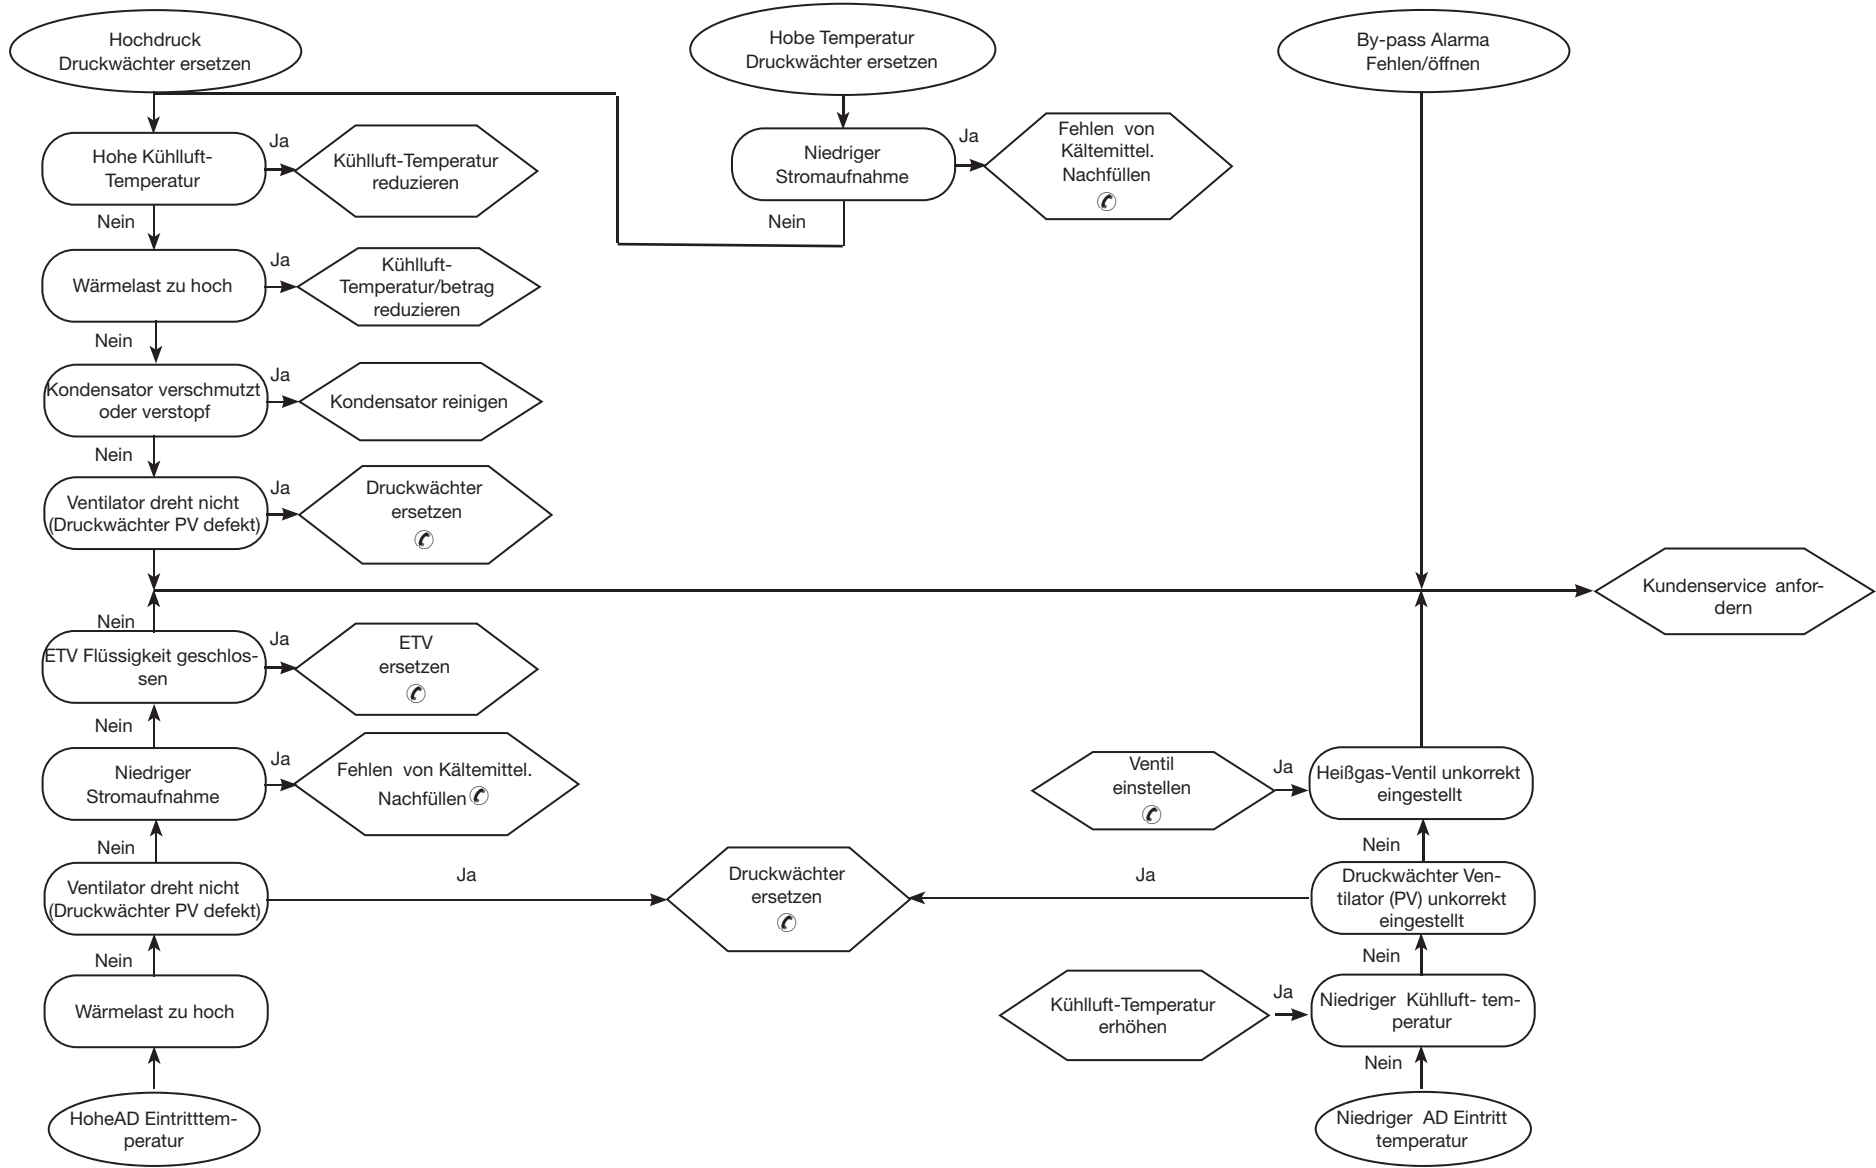 Hochdruck
Druckwächter ersetzen
Hobe Temperatur
Druckwächter ersetzen
By-pass Alarma
Fehlen/öffnen
Hohe Kühlluft-
Temperatur
Ja
Kühlluft-Temperatur
reduzieren
Nein
Niedriger
Stromaufnahme
Ja
Fehlen von
Kältemittel.
Nachfüllen
Nein
Wärmelast zu hoch
Ja
Kühlluft-
Temperatur/betrag
reduzieren
Nein
Kondensator verschmutzt
oder verstopf
Ja
Kondensator reinigen
Nein
Ventilator dreht nicht
(Druckwächter PV defekt)
Ja
Druckwächter
ersetzen
Kundenservice anfor-
dern
Nein
ETV Flüssigkeit geschlos-
sen
Ja
ETV
ersetzen
Nein
Niedriger
Stromaufnahme
Ja
Fehlen von Kältemittel.
Nachfüllen
Ventil
einstellen
Ja
Heißgas-Ventil unkorrekt
eingestellt
Nein
Nein
Ventilator dreht nicht
(Druckwächter PV defekt)
Ja
Druckwächter
ersetzen
Ja
Druckwächter Ven-
tilator (PV) unkorrekt
eingestellt
Nein
Nein
Wärmelast zu hoch
Kühlluft-Temperatur
erhöhen
Ja
Niedriger Kühlluft- tem-
peratur
Nein
HoheAD Eintritttem-
peratur
Niedriger AD Eintritt
temperatur